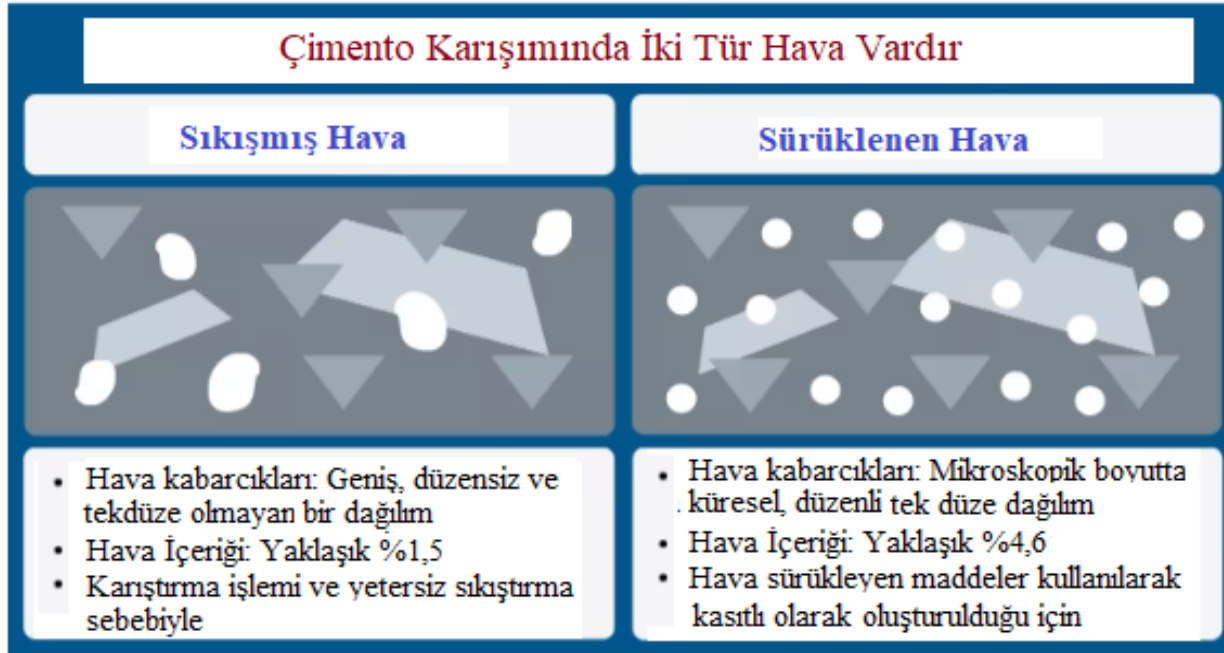 Çimento Karışımında İki Tür Hava Vardır
Sıkışmış Hava
Sürüklenen Hava
• Hava kabarcıkları: Geniş, düzensiz ve
tekdüze olmayan bir dağılım
• Hava İçeriği: Yaklaşık %1,5
• Karıştırma işlemi ve yetersiz sıkıştırma
sebebiyle
• Hava kabarcıkları: Mikroskopik boyutta
küresel, düzenli tek düze dağılım
• Hava İçeriği: Yaklaşık %4,6
• Hava sürükleyen maddeler kullanılarak
kasıtlı olarak oluşturulduğu için